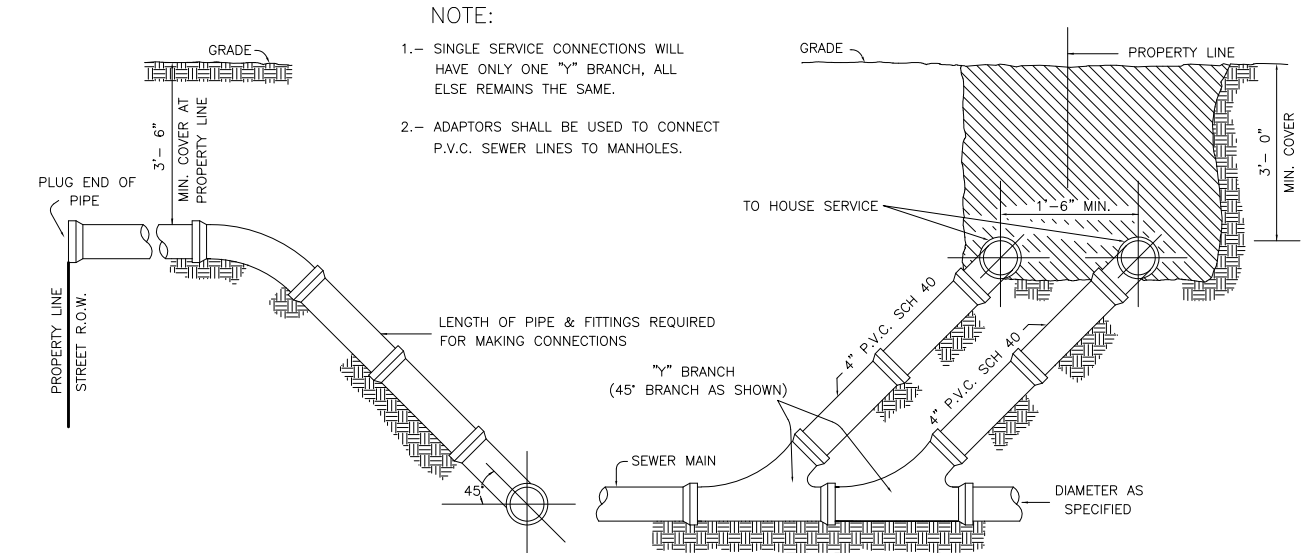 NOTE:
1.- SINGLE SERVICE CONNECTIONS WILL
HAVE ONLY ONE "Y" BRANCH, ALL
ELSE REMAINS THE SAME.
2.- ADAPTORS SHALL BE USED TO CONNECT
P.V.C. SEWER LINES TO MANHOLES.
GRADE
3'- 6"
MIN. COVER AT
PROPERTY LINE
PLUG END OF
PIPE
PROPERTY LINE
STREET R.O.W.
LENGTH OF PIPE & FITTINGS REQUIRED
FOR MAKING CONNECTIONS
45°
GRADE
PROPERTY LINE
3'- 0"
MIN. COVER
1'-6" MIN.
TO HOUSE SERVICE
4" P.V.C. SCH 40
4" P.V.C. SCH 40
"Y" BRANCH
(45° BRANCH AS SHOWN)
SEWER MAIN
DIAMETER AS
SPECIFIED